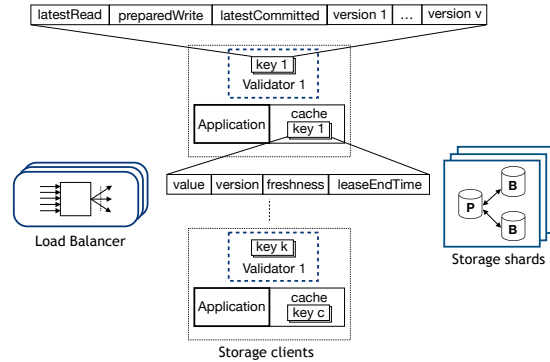 latestRead preparedWrite latestCommitted version 1 ... version v
key 1
Validator 1
Application
cache
key 1
value version freshness leaseEndTime
Load Balancer
P
B
B
Storage shards
key k
Validator 1
Application
cache
key c
Storage clients